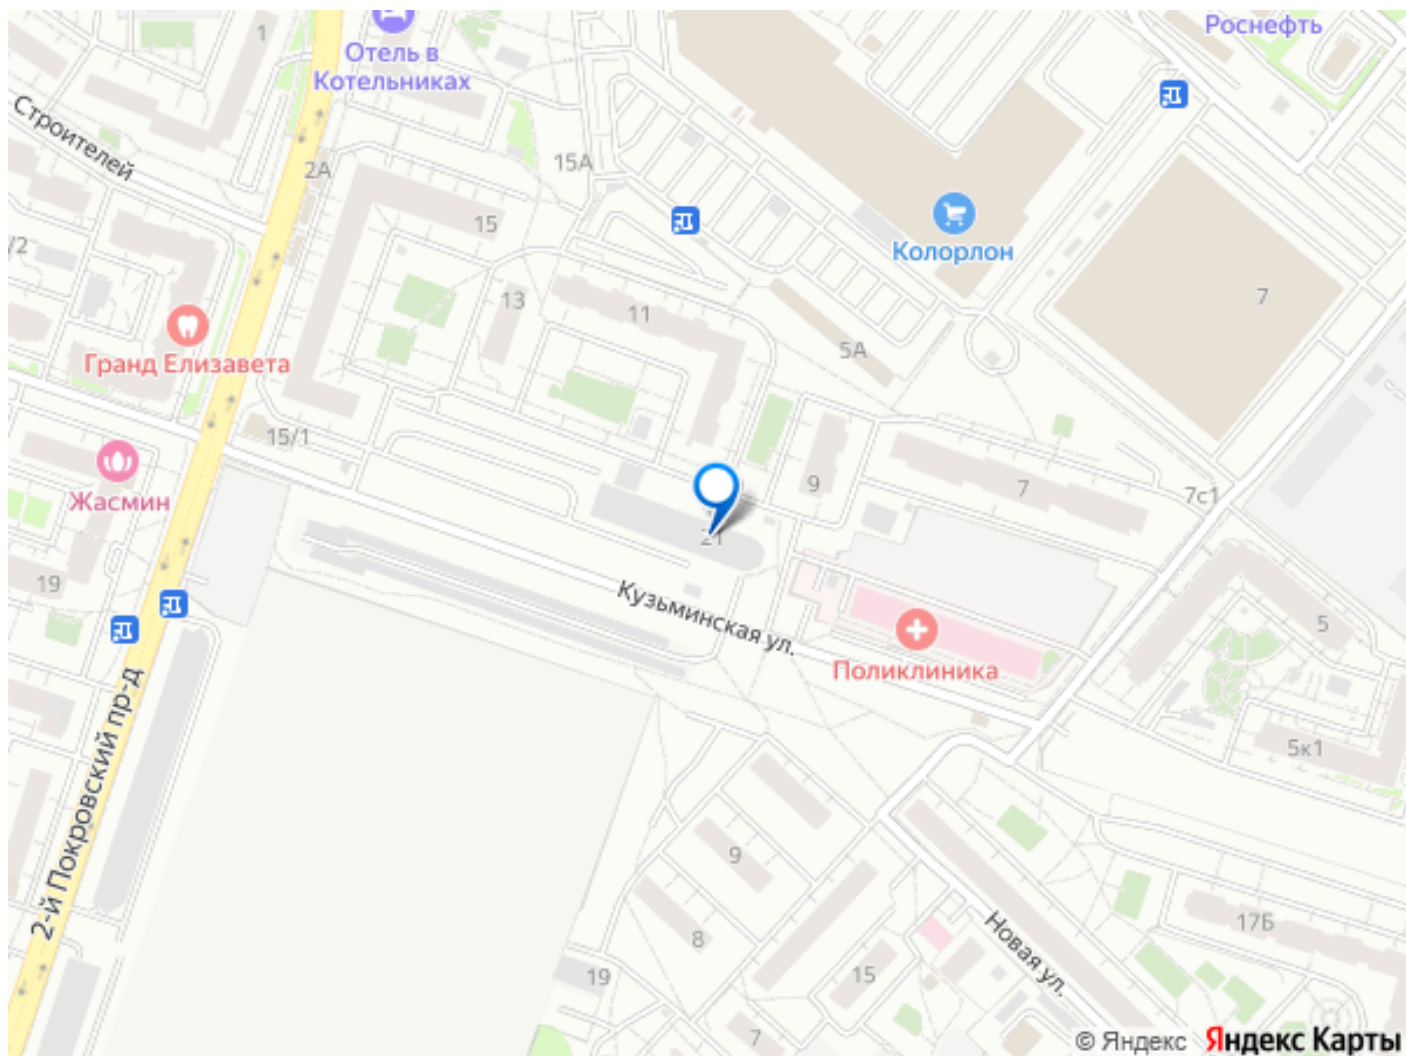 Роснефть
1
Отель в
Котельниках
Строителей
2А
15А
15
Колорлон
/2
13
11
7
5А
Гранд Елизавета
15/1
Жасмин
9
7
7с1
21
19
Кузьминская ул.
Поликлиника
5
5к1
2-й Покровский пр-д
9
8
17Б
Новая ул.
19
15
7
© Яндекс Яндекс Карты